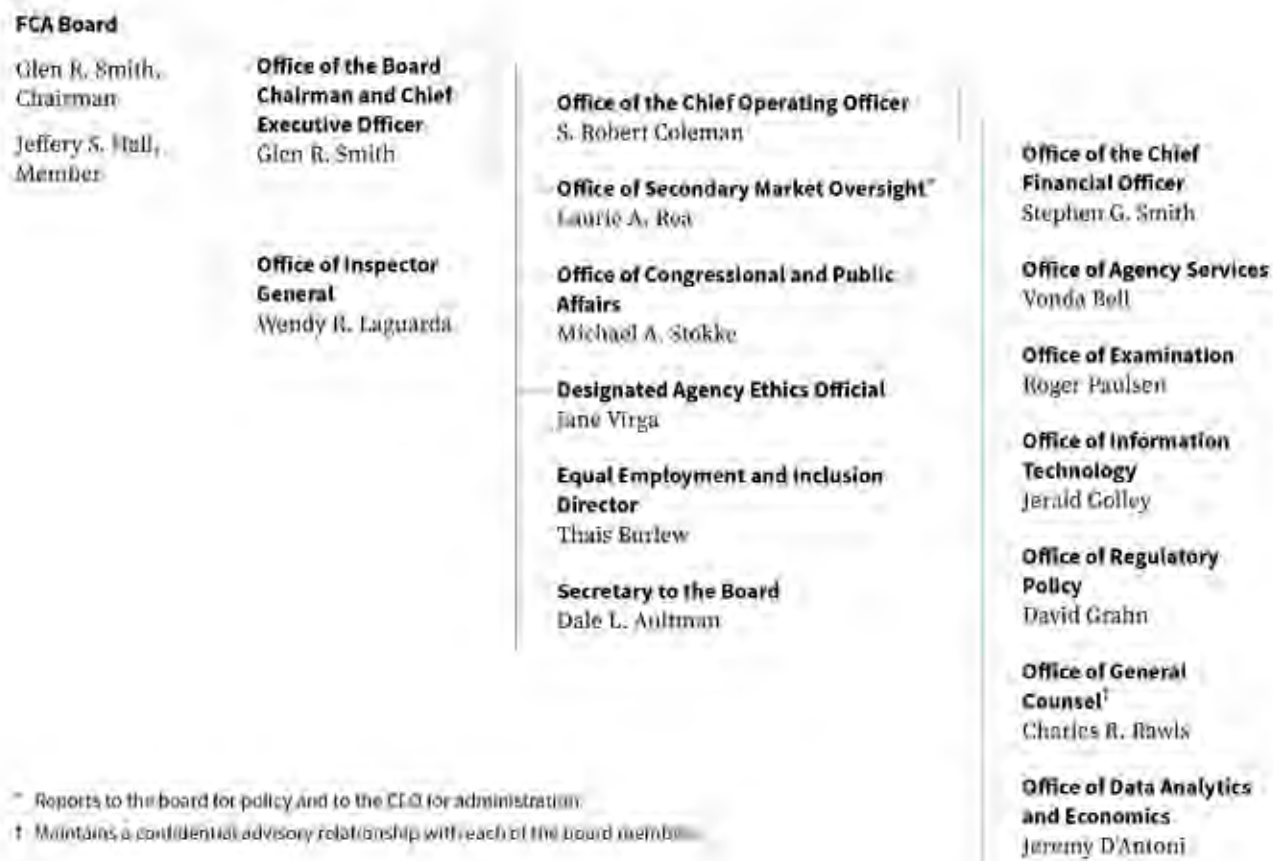 FCA Board
Glen R. Smith,
Chairman
Jeffery S. Hall,
Member
Office of the Board
Chairman and Chief
Executive Officer
Glen R. Smith
Office of Inspector
General
Wendy R. Laguarda
Office of the Chief Operating Officer
S. Robert Coleman
Office of Secondary Market Oversight*
Laurie A. Rea
Office of Congressional and Public
Affairs
Michael A. Stokke
Designated Agency Ethics Official
Jane Virga
Equal Employment and Inclusion
Director
Thais Burlew
Secretary to the Board
Dale L. Aultman
Office of the Chief
Financial Officer
Stephen G. Smith
Office of Agency Services
Vonda Bell
Office of Examination
Roger Paulsen
Office of Information
Technology
Jerald Golley
Office of Regulatory
Policy
David Grahn
Office of General
Counsel†
Charles R. Rawls
Office of Data Analytics
and Economics
Jeremy D'Antoni
* Reports to the board for policy and to the CEO for administration.
† Maintains a confidential advisory relationship with each of the board members.